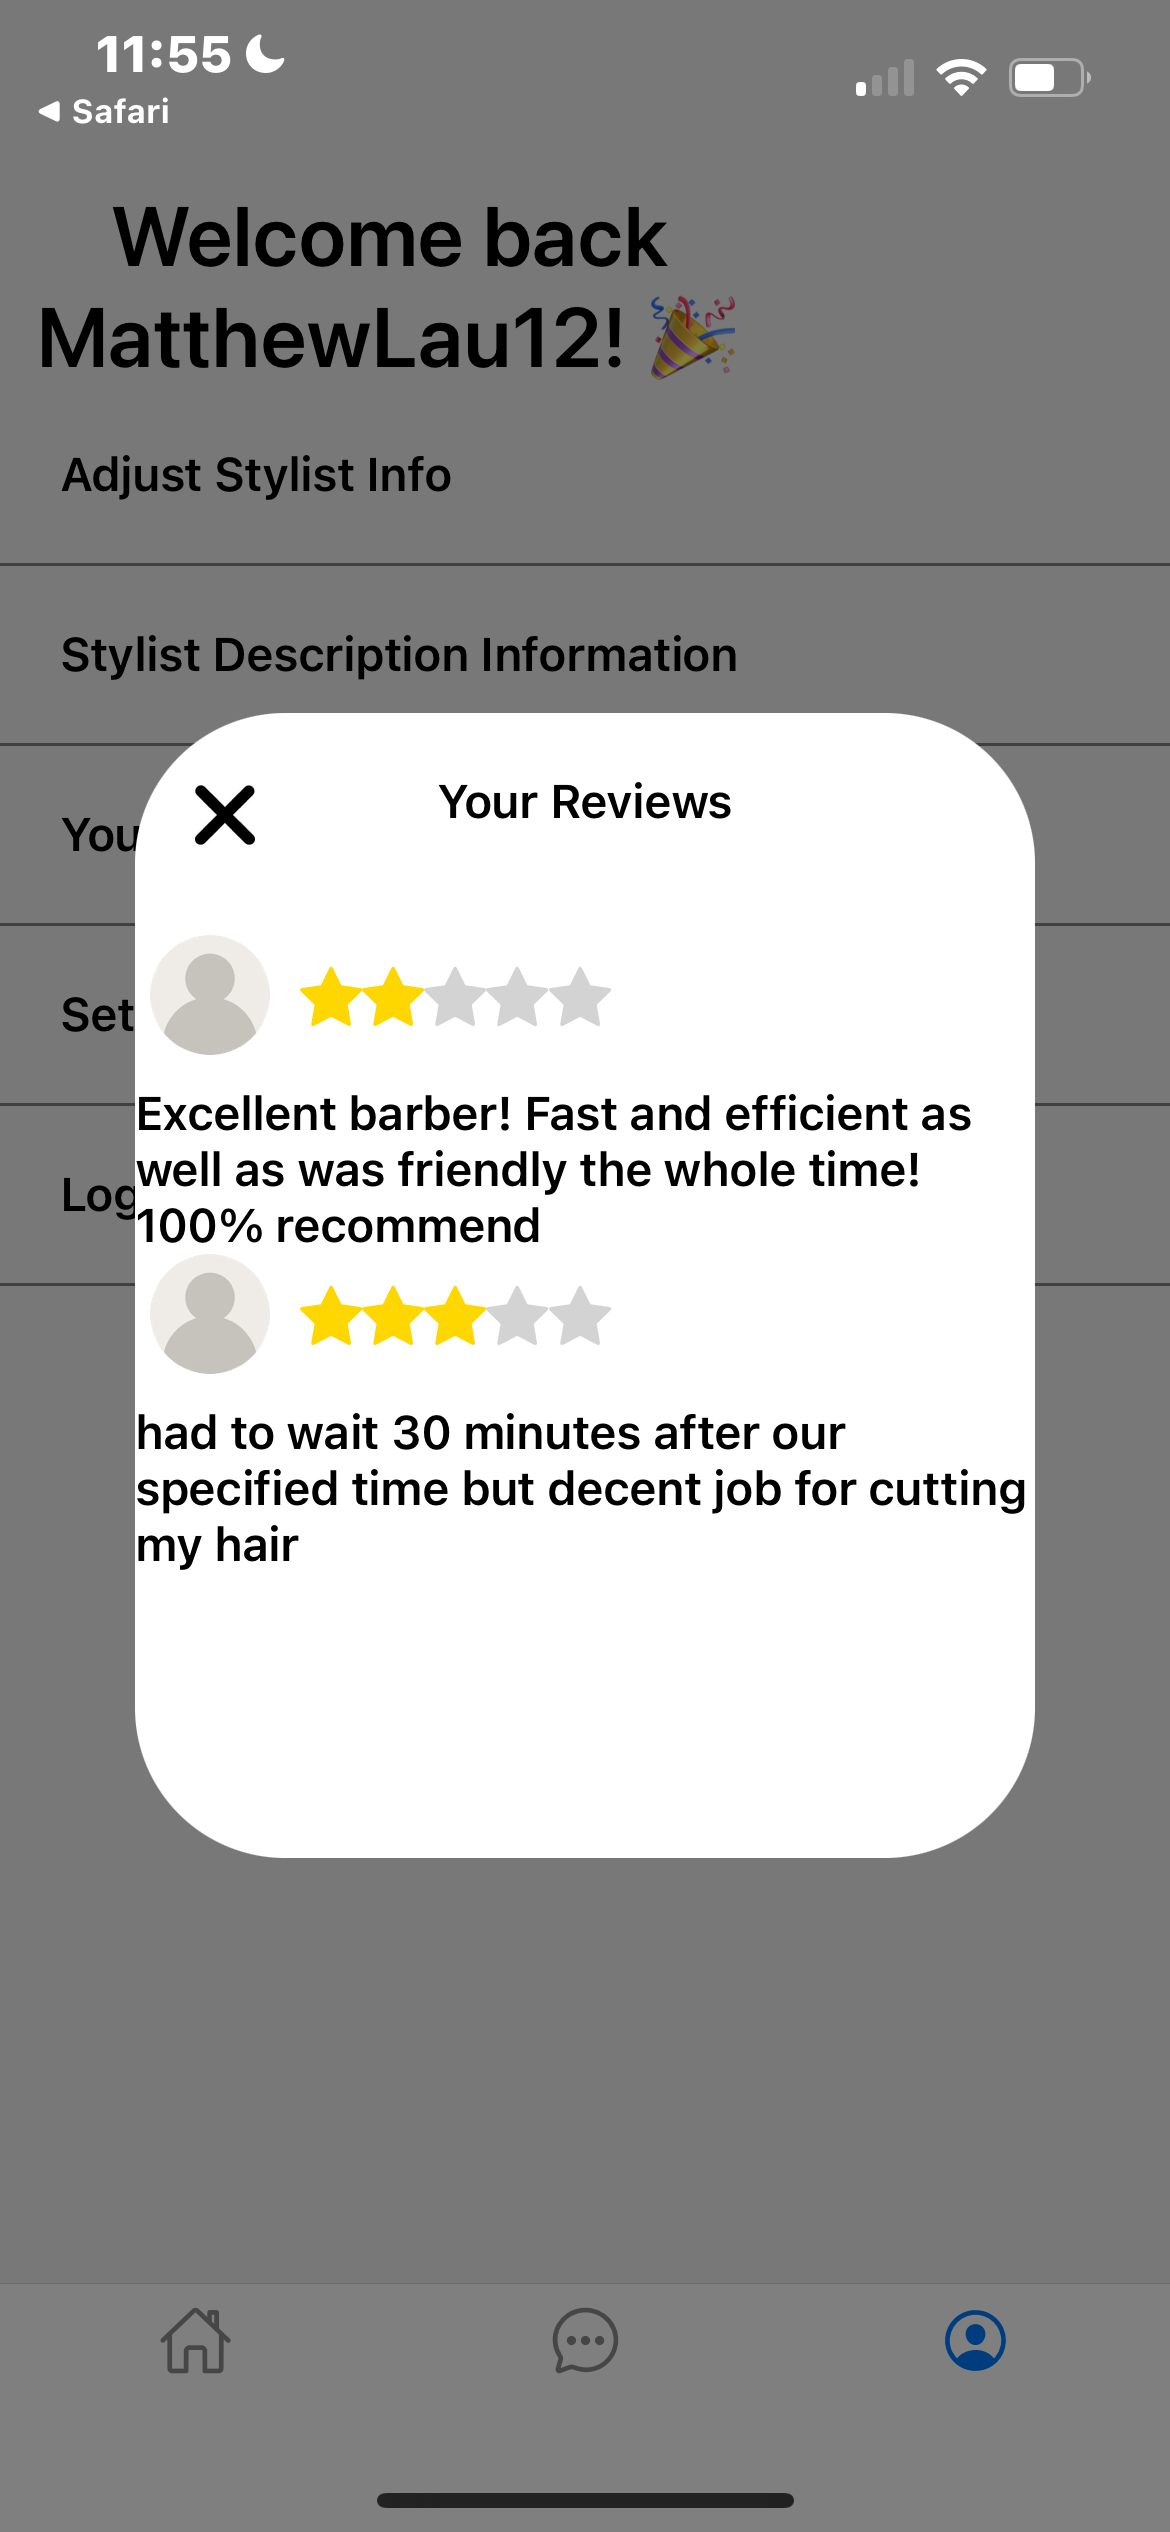 11:55
Safari
Welcome back
MatthewLau12! 🎉
Adjust Stylist Info
Stylist Description Information
Your Reviews
You
Set
Log
Excellent barber! Fast and efficient as
well as was friendly the whole time!
100% recommend
had to wait 30 minutes after our
specified time but decent job for cutting
my hair